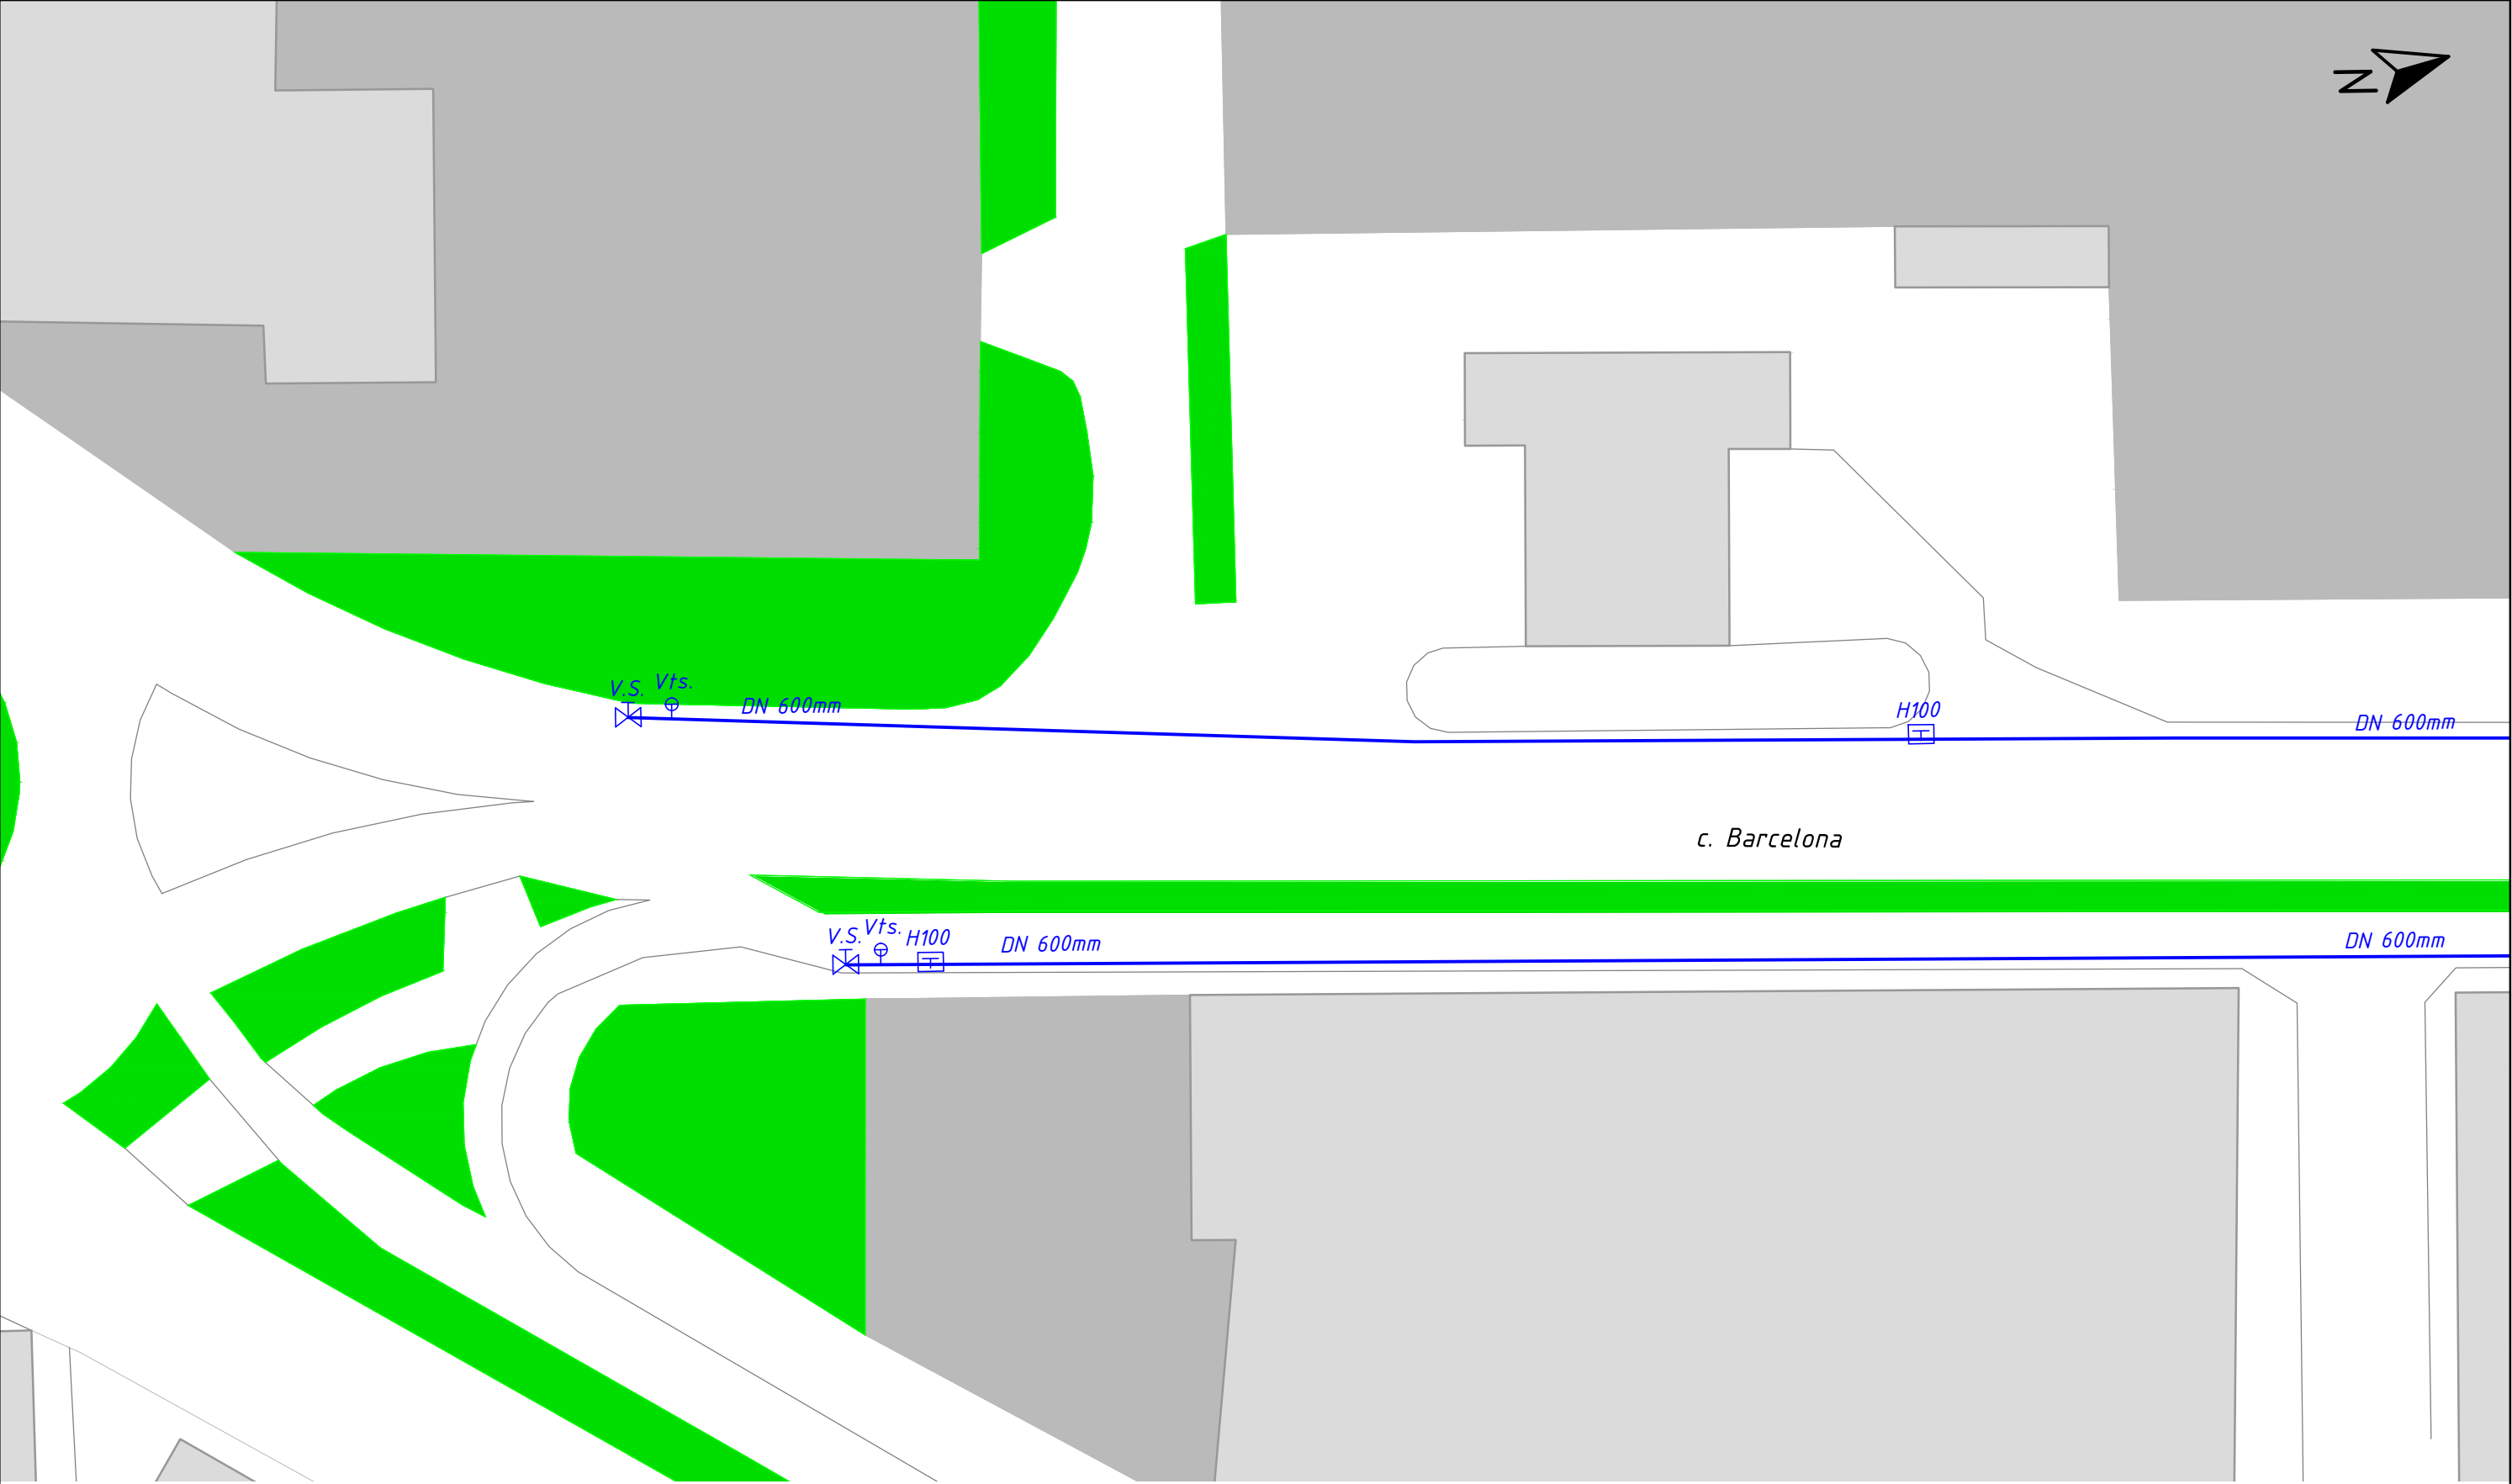 N
V.S. Vts.
DN 600mm
H100
DN 600mm
c. Barcelona
V.S. Vts. H100
DN 600mm
DN 600mm